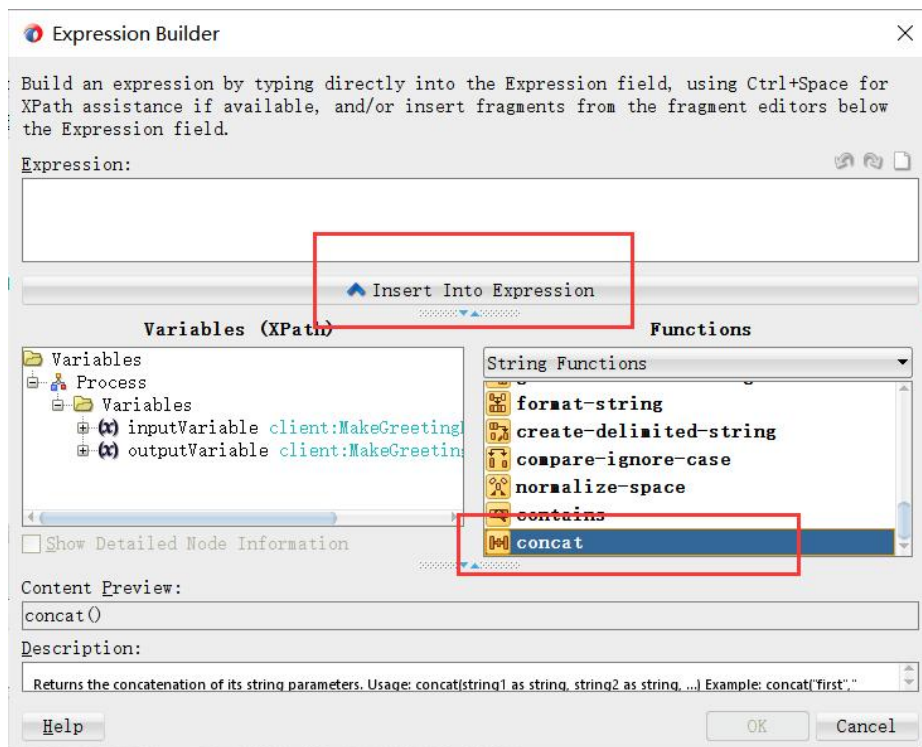 Expression Builder
Build an expression by typing directly into the Expression field, using Ctrl+Space for
XPath assistance if available, and/or insert fragments from the fragment editors below
the Expression field.
Expression:
Insert Into Expression
Variables (XPath)
Functions
Variables
Process
Variables
inputVariable client:MakeGreeting
outputVariable client:MakeGreetin
Show Detailed Node Information
String Functions
format-string
create-delimited-string
compare-ignore-case
normalize-space
contains
concat
Content Preview:
concat()
Description:
Returns the concatenation of its string parameters. Usage: concat(string1 as string, string2 as string, ...) Example: concat("first","
Help
OK
Cancel